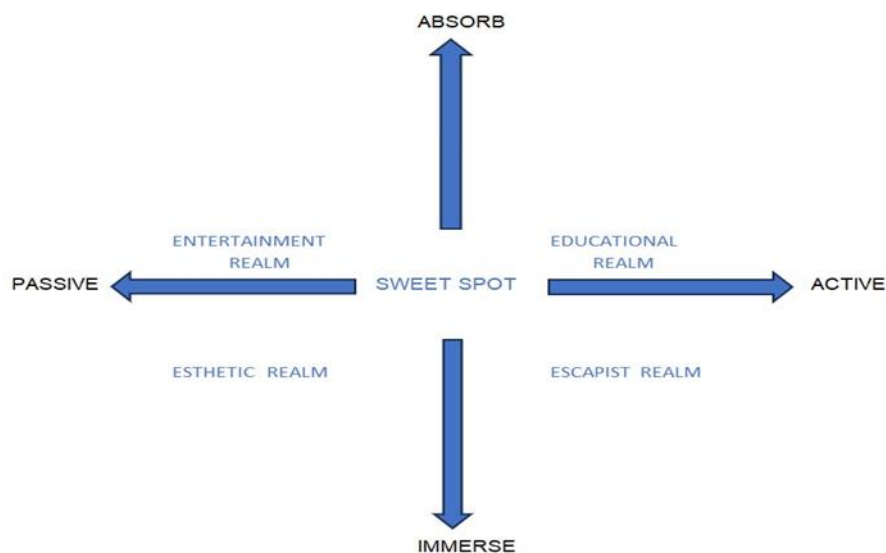 ABSORB
ENTERTAINMENT
REALM
EDUCATIONAL
REALM
PASSIVE
SWEET SPOT
ACTIVE
ESTHETIC REALM
ESCAPIST REALM
IMMERSE